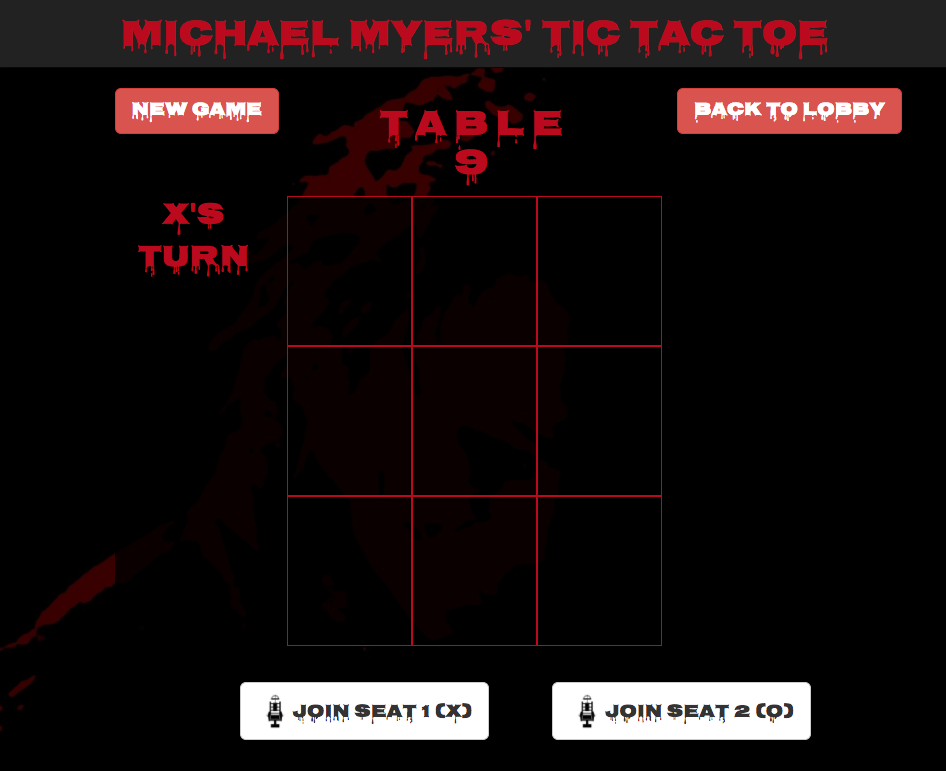 MICHAEL MYERS' TIC TAC TOE
NEW GAME
BACK TO LOBBY
TABLE
9
X'S
TURN
JOIN SEAT 1 (X)
JOIN SEAT 2 (O)